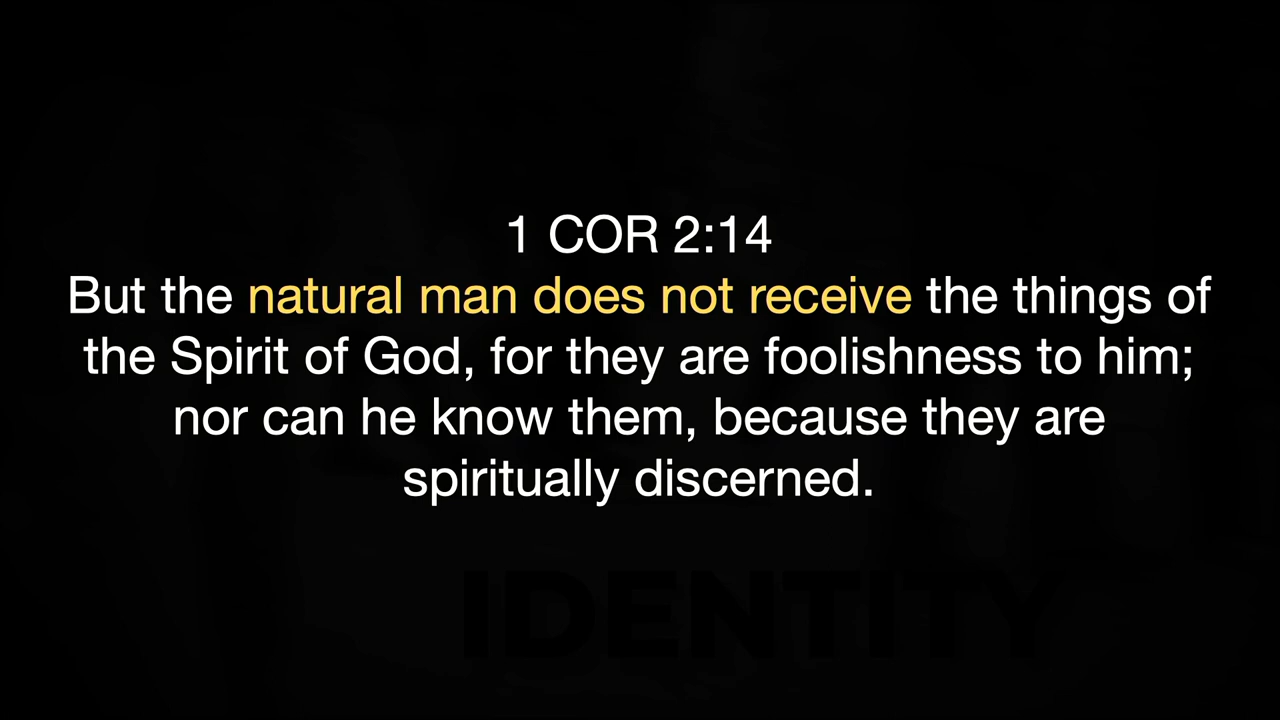 1 COR 2:14
But the natural man does not receive the things of
the Spirit of God, for they are foolishness to him;
nor can he know them, because they are
spiritually discerned.
IDENTITY